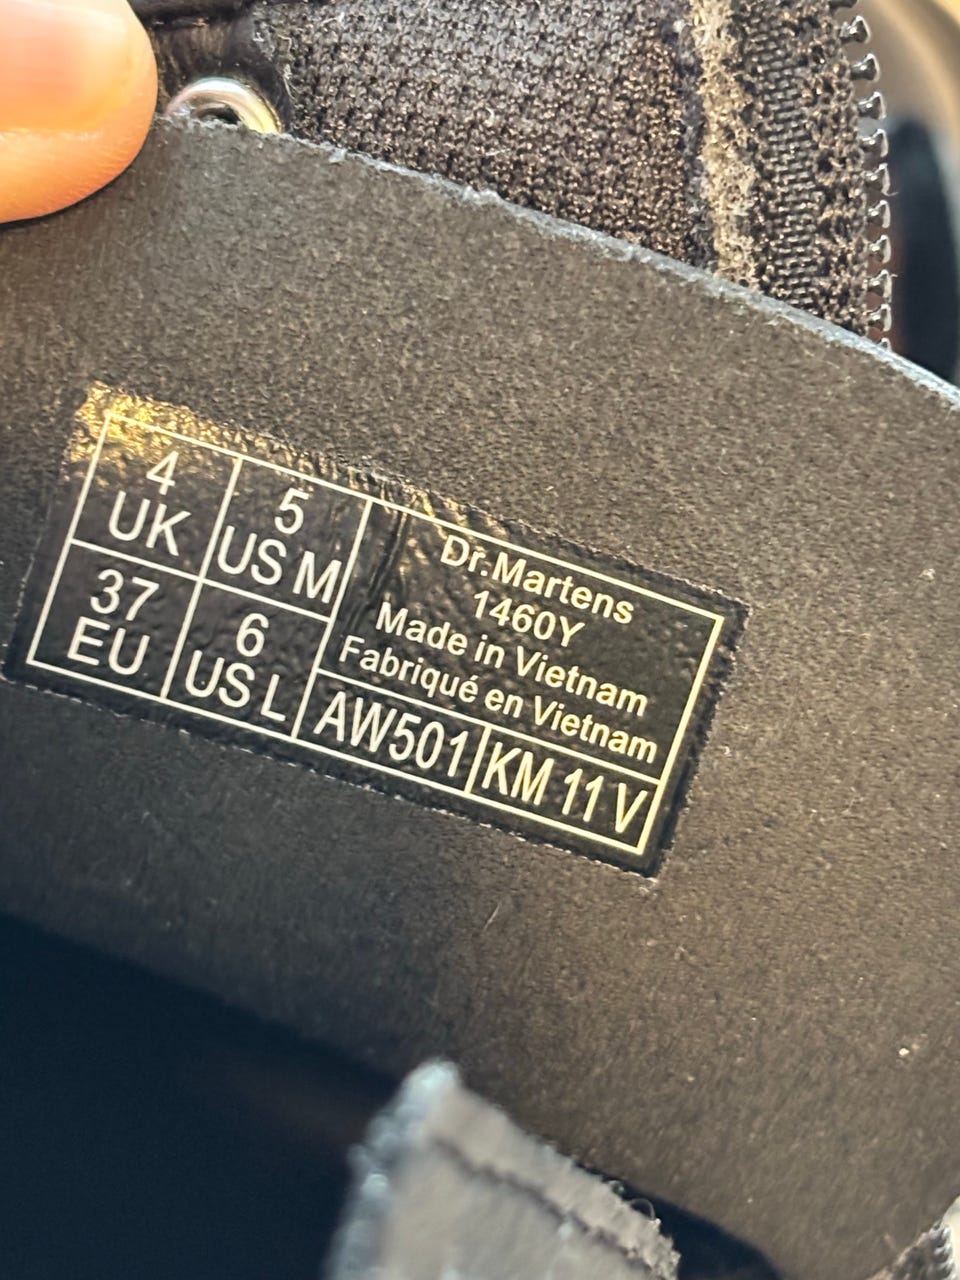 4
UK
5
US M
37
EU
6
US L
Dr.Martens
1460Y
Made in Vietnam
Fabriqué en Vietnam
AW501
KM 11 V